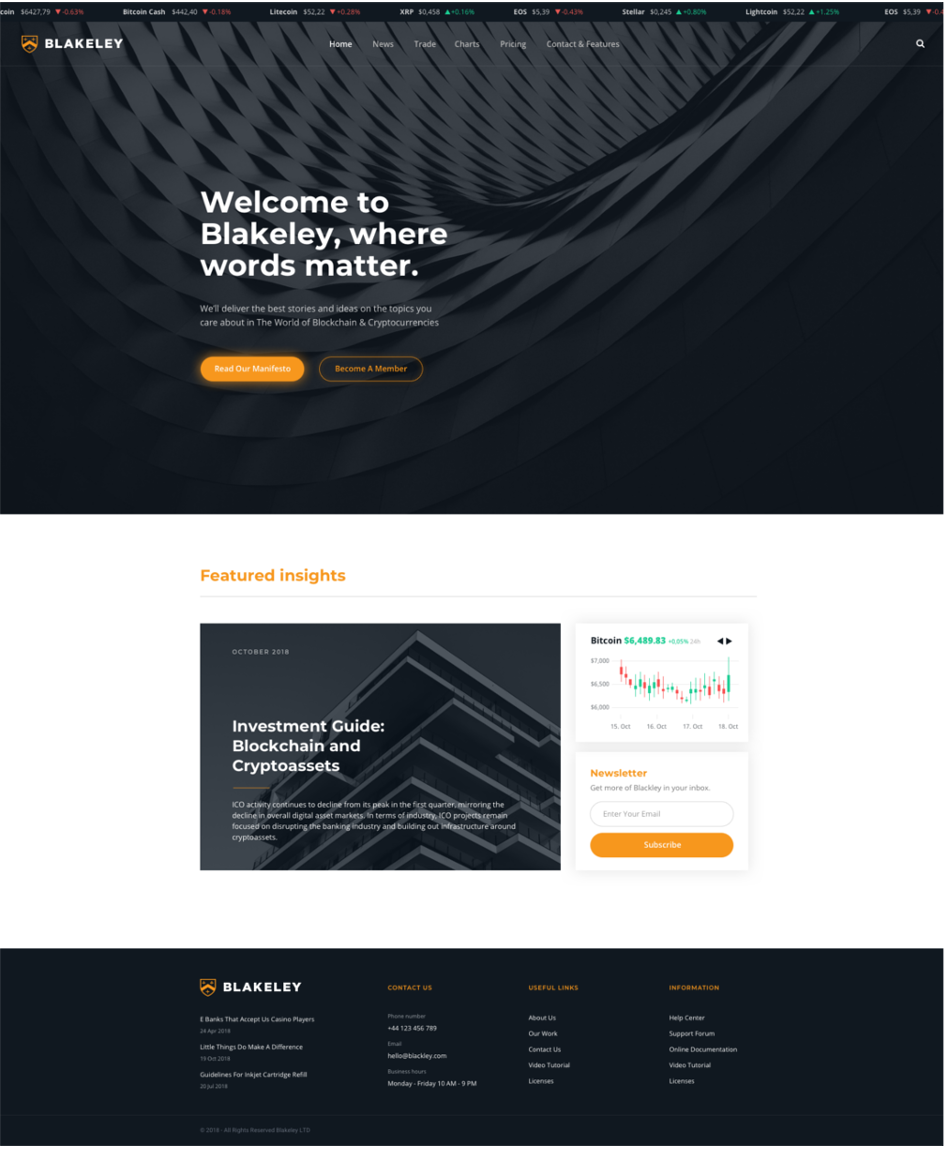 coin $6427,79 ▼-0.63% Bitcoin Cash $442,40 ▼-0.18% Litecoin $52,22 ▼+0.28% XRP $0,458 ▲+0.16% EOS $5,39 ▼-0.43% Stellar $0,245 ▲+0.80% Lightcoin $52,22 ▲+1.25% EOS $5,39 ▼-0.4
BLAKELEY Home News Trade Charts Pricing Contact & Features
Welcome to
Blakeley, where
words matter.
We'll deliver the best stories and ideas on the topics you
care about in The World of Blockchain & Cryptocurrencies
Read Our Manifesto Become A Member
Featured insights
OCTOBER 2018
Investment Guide:
Blockchain and
Cryptoassets
ICO activity continues to decline from its peak in the first quarter, mirroring the
decline in overall digital asset markets. In terms of industry, ICO projects remain
focused on disrupting the banking industry and building out infrastructure around
cryptoassets.
Bitcoin $6,489.83 +0,05% 24h
$7,000
$6,500
$6,000
15. Oct 16. Oct 17. Oct 18. Oct
Newsletter
Get more of Blackley in your inbox.
Enter Your Email
Subscribe
BLAKELEY
E Banks That Accept Us Casino Players
24 Apr 2018
Little Things Do Make A Difference
19 Oct 2018
Guidelines For Inkjet Cartridge Refill
20 Jul 2018
CONTACT US
Phone number
+44 123 456 789
Email
hello@blackley.com
Business hours
Monday - Friday 10 AM - 9 PM
USEFUL LINKS
About Us
Our Work
Contact Us
Video Tutorial
Licenses
INFORMATION
Help Center
Support Forum
Online Documentation
Video Tutorial
Licenses
© 2018 - All Rights Reserved Blakeley LTD